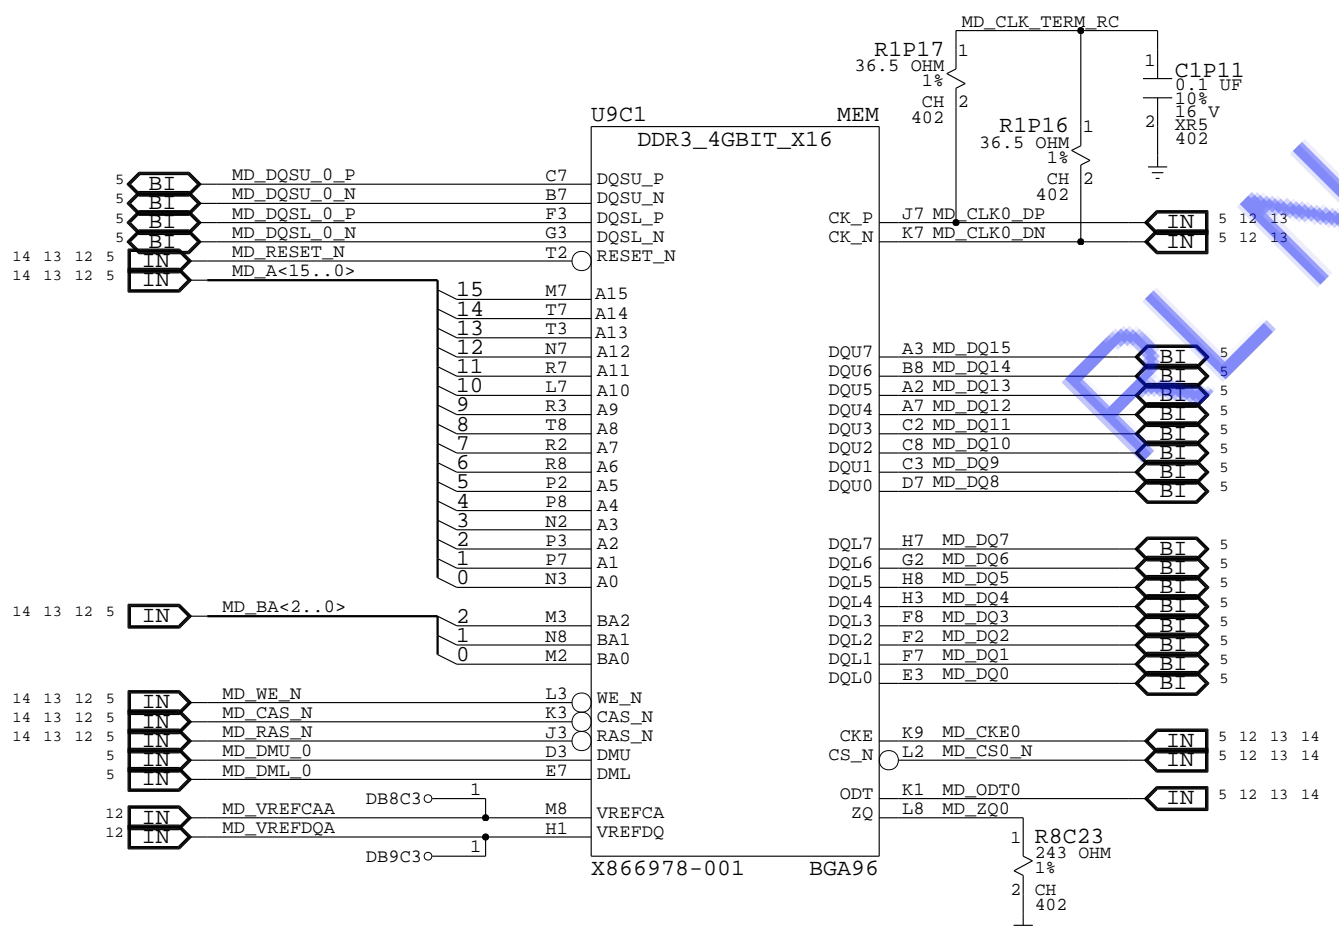 MD_CLK_TERM_RC
R1P17
36.5 OHM
1%
CH
402
1
2
R1P16
36.5 OHM
1%
CH
402
1
2
C1P11
0.1 UF
10%
16 V
XR5
402
1
2
U9C1 MEM
DDR3_4GBIT_X16
5 BI MD_DQSU_0_P C7 DQSU_P
5 BI MD_DQSU_0_N B7 DQSU_N
5 BI MD_DQSL_0_P F3 DQSL_P
5 BI MD_DQSL_0_N G3 DQSL_N
14 13 12 5 IN MD_RESET_N T2 RESET_N
14 13 12 5 IN MD_A<15..0>
15 M7 A15
14 T7 A14
13 T3 A13
12 N7 A12
11 R7 A11
10 L7 A10
9 R3 A9
8 T8 A8
7 R2 A7
6 R8 A6
5 P2 A5
4 P8 A4
3 N2 A3
2 P3 A2
1 P7 A1
0 N3 A0
14 13 12 5 IN MD_BA<2..0>
2 M3 BA2
1 N8 BA1
0 M2 BA0
14 13 12 5 IN MD_WE_N L3 WE_N
14 13 12 5 IN MD_CAS_N K3 CAS_N
14 13 12 5 IN MD_RAS_N J3 RAS_N
5 IN MD_DMU_0 D3 DMU
5 IN MD_DML_0 E7 DML
DB8C3 1
12 IN MD_VREFCAA M8 VREFCA
12 IN MD_VREFDQA H1 VREFDQ
DB9C3 1
CK_P J7 MD_CLK0_DP IN 5 12 13
CK_N K7 MD_CLK0_DN IN 5 12 13
DQU7 A3 MD_DQ15 BI 5
DQU6 B8 MD_DQ14 BI 5
DQU5 A2 MD_DQ13 BI 5
DQU4 A7 MD_DQ12 BI 5
DQU3 C2 MD_DQ11 BI 5
DQU2 C8 MD_DQ10 BI 5
DQU1 C3 MD_DQ9 BI 5
DQU0 D7 MD_DQ8 BI 5
DQL7 H7 MD_DQ7 BI 5
DQL6 G2 MD_DQ6 BI 5
DQL5 H8 MD_DQ5 BI 5
DQL4 H3 MD_DQ4 BI 5
DQL3 F8 MD_DQ3 BI 5
DQL2 F2 MD_DQ2 BI 5
DQL1 F7 MD_DQ1 BI 5
DQL0 E3 MD_DQ0 BI 5
CKE K9 MD_CKE0 IN 5 12 13 14
CS_N L2 MD_CS0_N IN 5 12 13 14
ODT K1 MD_ODT0 IN 5 12 13 14
ZQ L8 MD_ZQ0
1
2
R8C23
243 OHM
1%
CH
402
X866978-001 BGA96